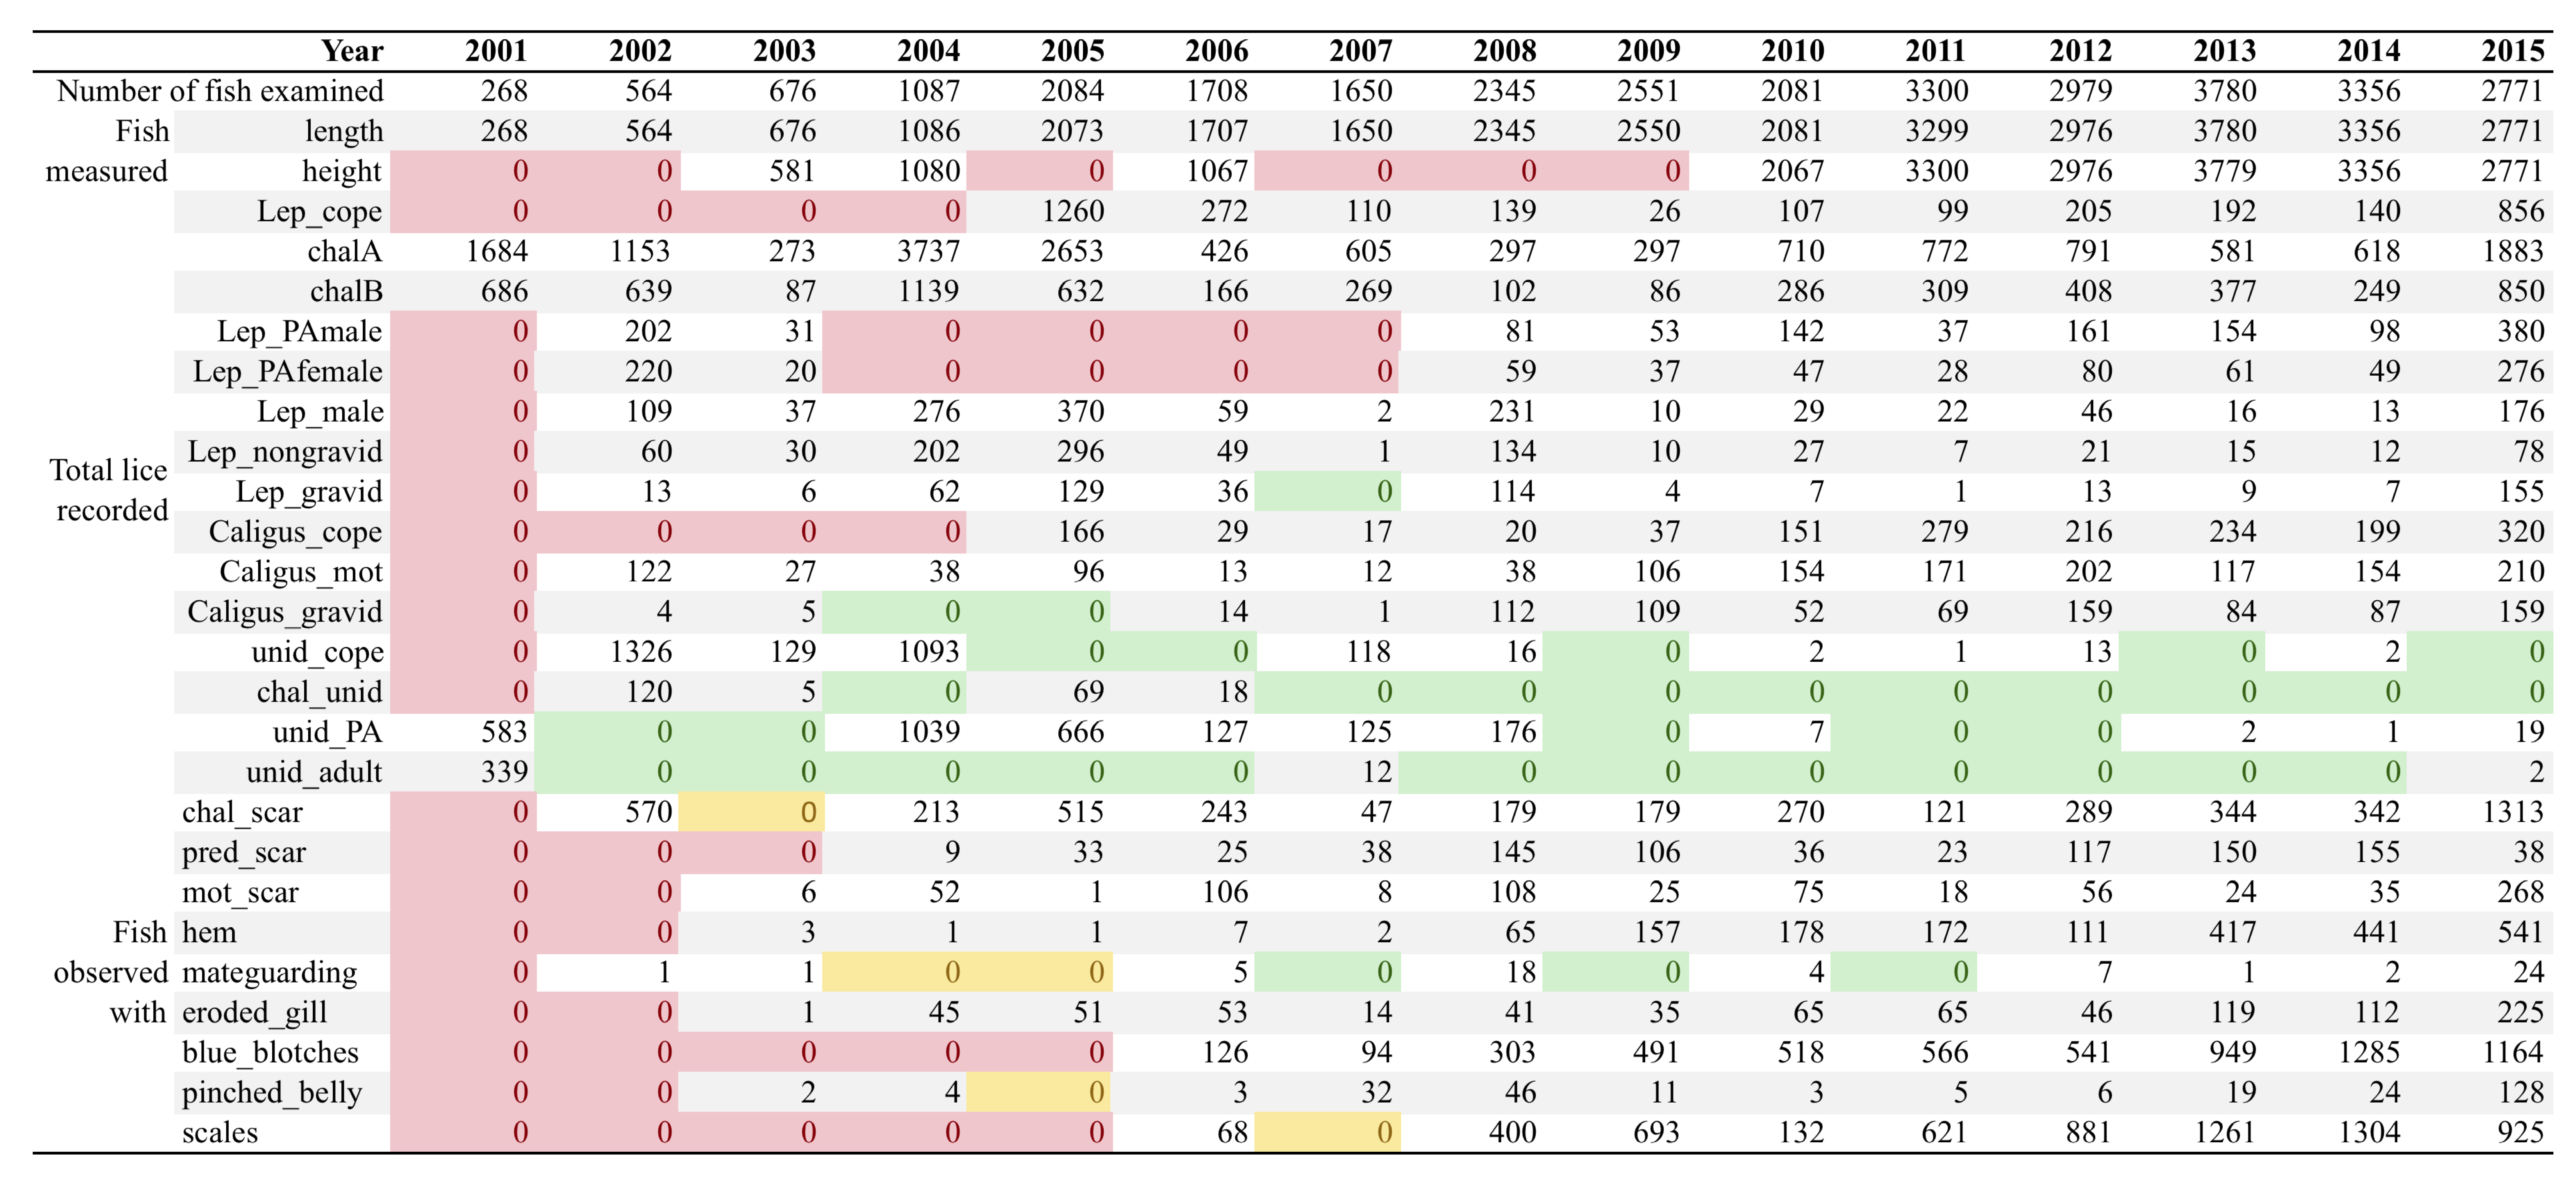 Year 2001 2002 2003 2004 2005 2006 2007 2008 2009 2010 2011 2012 2013 2014 2015
Number of fish examined 268 564 676 1087 2084 1708 1650 2345 2551 2081 3300 2979 3780 3356 2771
Fish length 268 564 676 1086 2073 1707 1650 2345 2550 2081 3299 2976 3780 3356 2771
measured height 0 0 581 1080 0 1067 0 0 0 2067 3300 2976 3779 3356 2771
Lep_cope 0 0 0 0 1260 272 110 139 26 107 99 205 192 140 856
chalA 1684 1153 273 3737 2653 426 605 297 297 710 772 791 581 618 1883
chalB 686 639 87 1139 632 166 269 102 86 286 309 408 377 249 850
Lep_PAmale 0 202 31 0 0 0 0 81 53 142 37 161 154 98 380
Lep_PAfemale 0 220 20 0 0 0 0 59 37 47 28 80 61 49 276
Lep_male 0 109 37 276 370 59 2 231 10 29 22 46 16 13 176
Lep_nongravid 0 60 30 202 296 49 1 134 10 27 7 21 15 12 78
Total lice
Lep_gravid 0 13 6 62 129 36 0 114 4 7 1 13 9 7 155
recorded
Caligus_cope 0 0 0 0 166 29 17 20 37 151 279 216 234 199 320
Caligus_mot 0 122 27 38 96 13 12 38 106 154 171 202 117 154 210
Caligus_gravid 0 4 5 0 0 14 1 112 109 52 69 159 84 87 159
unid_cope 0 1326 129 1093 0 0 118 16 0 2 1 13 0 2 0
chal_unid 0 120 5 0 69 18 0 0 0 0 0 0 0 0 0
unid_PA 583 0 0 1039 666 127 125 176 0 7 0 0 2 1 19
unid_adult 339 0 0 0 0 0 12 0 0 0 0 0 0 0 2
chal_scar 0 570 0 213 515 243 47 179 179 270 121 289 344 342 1313
pred_scar 0 0 0 9 33 25 38 145 106 36 23 117 150 155 38
mot_scar 0 0 6 52 1 106 8 108 25 75 18 56 24 35 268
Fish hem 0 0 3 1 1 7 2 65 157 178 172 111 417 441 541
observed mateguarding 0 1 1 0 0 5 0 18 0 4 0 7 1 2 24
with eroded_gill 0 0 1 45 51 53 14 41 35 65 65 46 119 112 225
blue_blotches 0 0 0 0 0 126 94 303 491 518 566 541 949 1285 1164
pinched_belly 0 0 2 4 0 3 32 46 11 3 5 6 19 24 128
scales 0 0 0 0 0 68 0 400 693 132 621 881 1261 1304 925